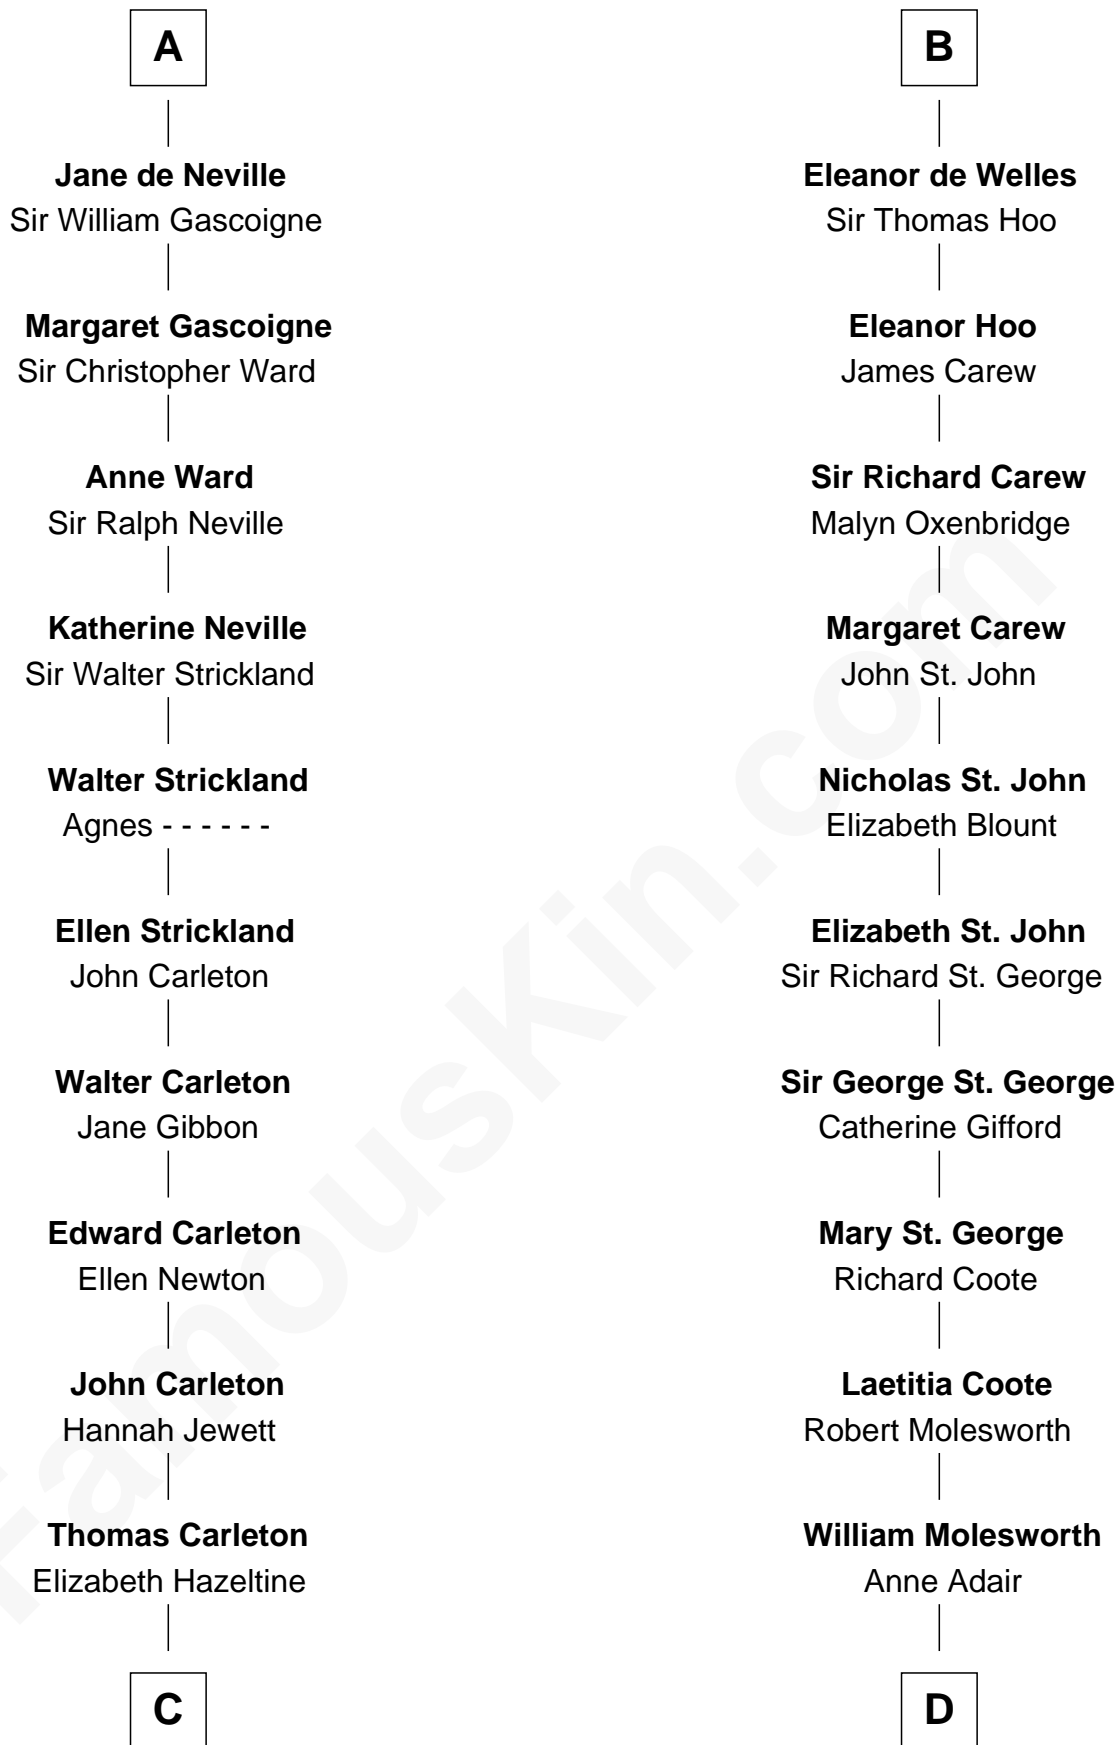 A
Jane de Neville
Sir William Gascoigne
Margaret Gascoigne
Sir Christopher Ward
Anne Ward
Sir Ralph Neville
Katherine Neville
Sir Walter Strickland
Walter Strickland
Agnes - - - - - -
Ellen Strickland
John Carleton
Walter Carleton
Jane Gibbon
Edward Carleton
Ellen Newton
John Carleton
Hannah Jewett
Thomas Carleton
Elizabeth Hazeltine
C
B
Eleanor de Welles
Sir Thomas Hoo
Eleanor Hoo
James Carew
Sir Richard Carew
Malyn Oxenbridge
Margaret Carew
John St. John
Nicholas St. John
Elizabeth Blount
Elizabeth St. John
Sir Richard St. George
Sir George St. George
Catherine Gifford
Mary St. George
Richard Coote
Laetitia Coote
Robert Molesworth
William Molesworth
Anne Adair
D
FamousKin.com